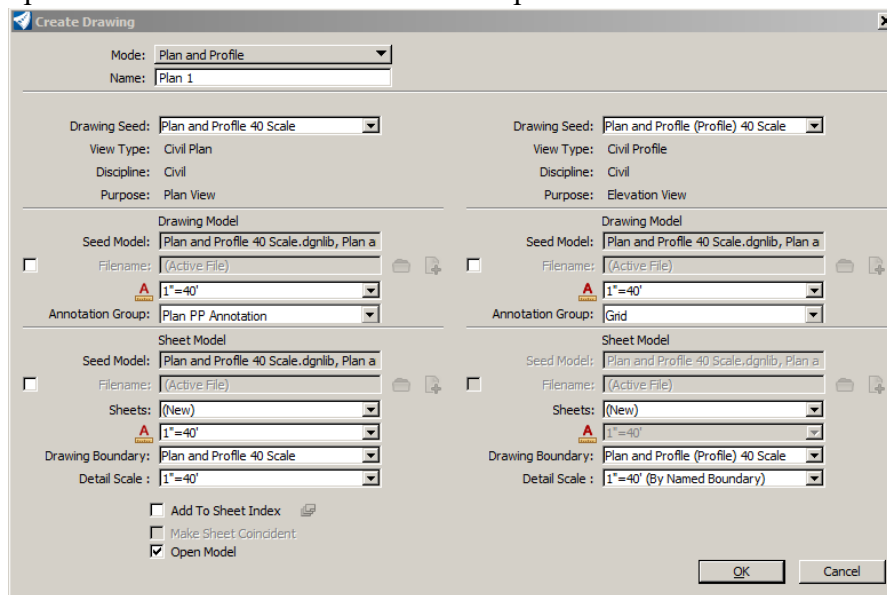 Create Drawing
Mode: Plan and Profile
Name: Plan 1
Drawing Seed: Plan and Profile 40 Scale
View Type: Civil Plan
Discipline: Civil
Purpose: Plan View
Drawing Model
Seed Model: Plan and Profile 40 Scale.dgnlib, Plan a
Filename: (Active File)
A 1"=40'
Annotation Group: Plan PP Annotation
Sheet Model
Seed Model: Plan and Profile 40 Scale.dgnlib, Plan a
Filename: (Active File)
Sheets: (New)
A 1"=40'
Drawing Boundary: Plan and Profile 40 Scale
Detail Scale : 1"=40'
Add To Sheet Index
Make Sheet Coincident
Open Model
Drawing Seed: Plan and Profile (Profile) 40 Scale
View Type: Civil Profile
Discipline: Civil
Purpose: Elevation View
Drawing Model
Seed Model: Plan and Profile 40 Scale.dgnlib, Plan a
Filename: (Active File)
A 1"=40'
Annotation Group: Grid
Sheet Model
Seed Model: Plan and Profile 40 Scale.dgnlib, Plan a
Filename: (Active File)
Sheets: (New)
A 1"=40'
Drawing Boundary: Plan and Profile (Profile) 40 Scale
Detail Scale : 1"=40' (By Named Boundary)
OK
Cancel